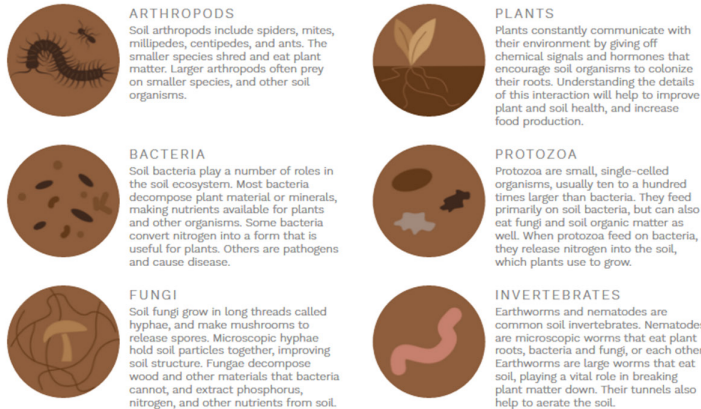 ARTHROPODS
Soil arthropods include spiders, mites,
millipedes, centipedes, and ants. The
smaller species shred and eat plant
matter. Larger arthropods often prey
on smaller species, and other soil
organisms.
PLANTS
Plants constantly communicate with
their environment by giving off
chemical signals and hormones that
encourage soil organisms to colonize
their roots. Understanding the details
of this interaction will help to improve
plant and soil health, and increase
food production.
BACTERIA
Soil bacteria play a number of roles in
the soil ecosystem. Most bacteria
decompose plant material or minerals,
making nutrients available for plants
and other organisms. Some bacteria
convert nitrogen into a form that is
useful for plants. Others are pathogens
and cause disease.
PROTOZOA
Protozoa are small, single-celled
organisms, usually ten to a hundred
times larger than bacteria. They feed
primarily on soil bacteria, but can also
eat fungi and soil organic matter as
well. When protozoa feed on bacteria,
they release nitrogen into the soil,
which plants use to grow.
FUNGI
Soil fungi grow in long threads called
hyphae, and make mushrooms to
release spores. Microscopic hyphae
hold soil particles together, improving
soil structure. Fungae decompose
wood and other materials that bacteria
cannot, and extract phosphorus,
nitrogen, and other nutrients from soil.
INVERTEBRATES
Earthworms and nematodes are
common soil invertebrates. Nematodes
are microscopic worms that eat plant
roots, bacteria and fungi, or each other.
Earthworms are large worms that eat
soil, playing a vital role in breaking
plant matter down. Their tunnels also
help to aerate the soil.